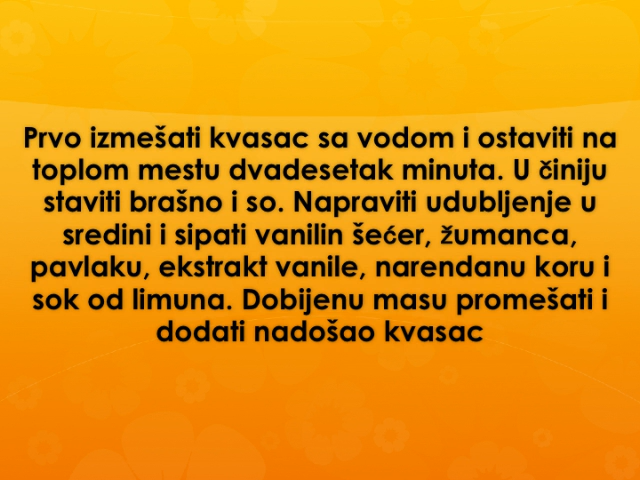 Prvo izmešati kvasac sa vodom i ostaviti na
toplom mestu dvadesetak minuta. U činiju
staviti brašno i so. Napraviti udubljenje u
sredini i sipati vanilin šećer, žumanca,
pavlaku, ekstrakt vanile, narendanu koru i
sok od limuna. Dobijenu masu promešati i
dodati nadošao kvasac